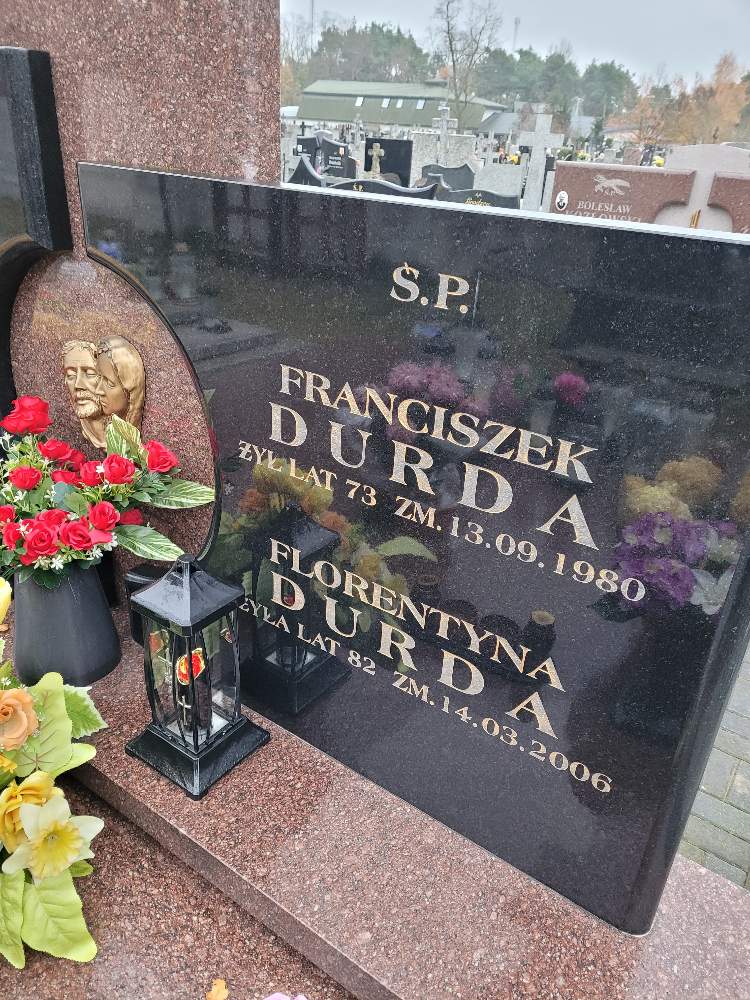 Ś.P.
FRANCISZEK
DURDA
ŻYŁ LAT 73 ZM. 13.09.1980
FLORENTYNA
DURDA
ŻYŁA LAT 82 ZM. 14.03.2006
BOLESŁAW
KOZŁOWSKI